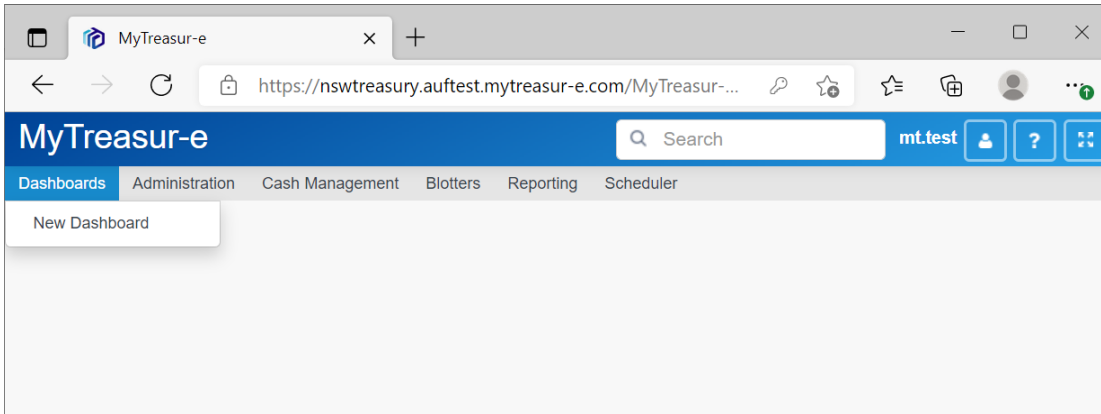 MyTreasur-e
https://nswtreasury.auftest.mytreasur-e.com/MyTreasur-...
MyTreasur-e
Search
mt.test
?
Dashboards Administration Cash Management Blotters Reporting Scheduler
New Dashboard